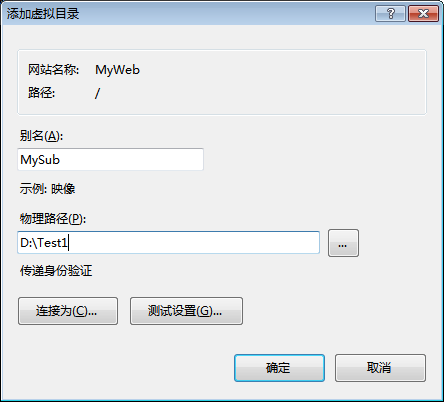 添加虚拟目录
网站名称: MyWeb
路径: /
别名(A):
MySub
示例: 映像
物理路径(P):
D:\Test1
...
传递身份验证
连接为(C)... 测试设置(G)...
确定 取消